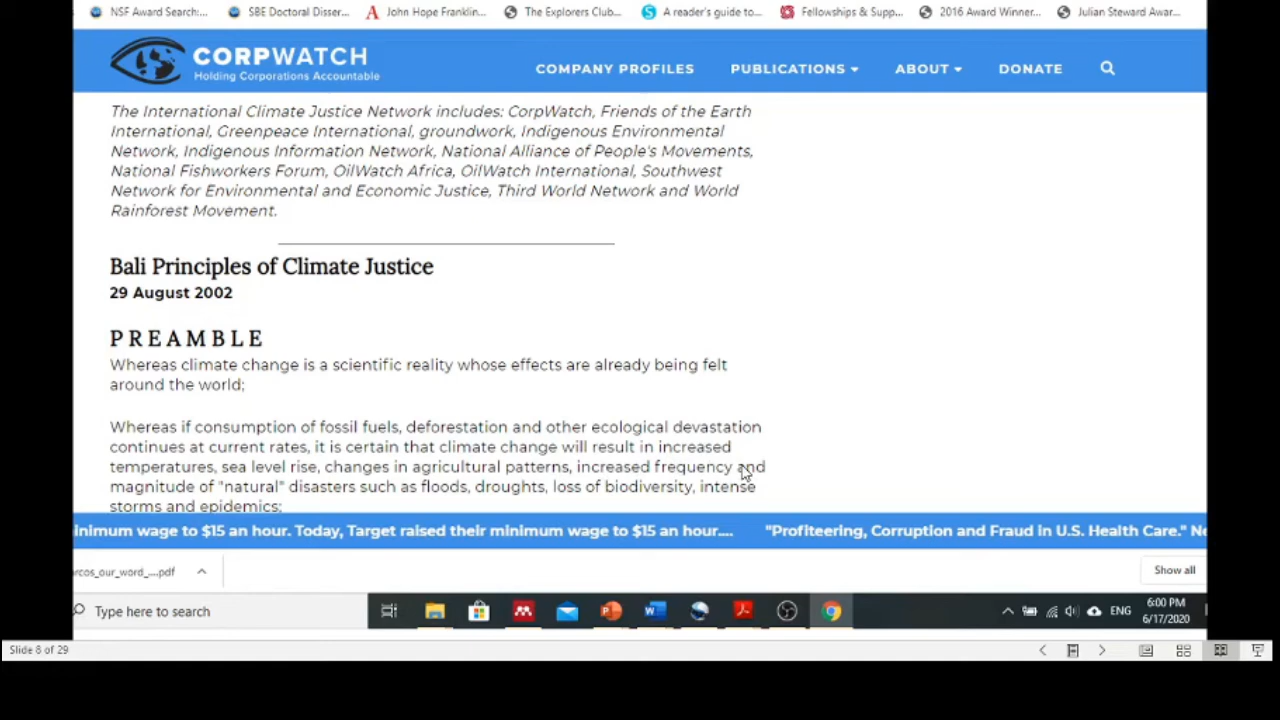 NSF Award Search:... SBE Doctoral Disser... John Hope Franklin... The Explorers Club... A reader's guide to... Fellowships & Supp... 2016 Award Winner... Julian Steward Awar...
CORPWATCH
Holding Corporations Accountable
COMPANY PROFILES PUBLICATIONS ABOUT DONATE
The International Climate Justice Network includes: CorpWatch, Friends of the Earth
International, Greenpeace International, groundwork, Indigenous Environmental
Network, Indigenous Information Network, National Alliance of People's Movements,
National Fishworkers Forum, OilWatch Africa, OilWatch International, Southwest
Network for Environmental and Economic Justice, Third World Network and World
Rainforest Movement.
Bali Principles of Climate Justice
29 August 2002
PREAMBLE
Whereas climate change is a scientific reality whose effects are already being felt
around the world;
Whereas if consumption of fossil fuels, deforestation and other ecological devastation
continues at current rates, it is certain that climate change will result in increased
temperatures, sea level rise, changes in agricultural patterns, increased frequency and
magnitude of "natural" disasters such as floods, droughts, loss of biodiversity, intense
storms and epidemics;
inimum wage to $15 an hour. Today, Target raised their minimum wage to $15 an hour.... "Profiteering, Corruption and Fraud in U.S. Health Care." Ne
rcos_our_word_....pdf
Show all
Type here to search
ENG
6:00 PM
6/17/2020
Slide 8 of 29